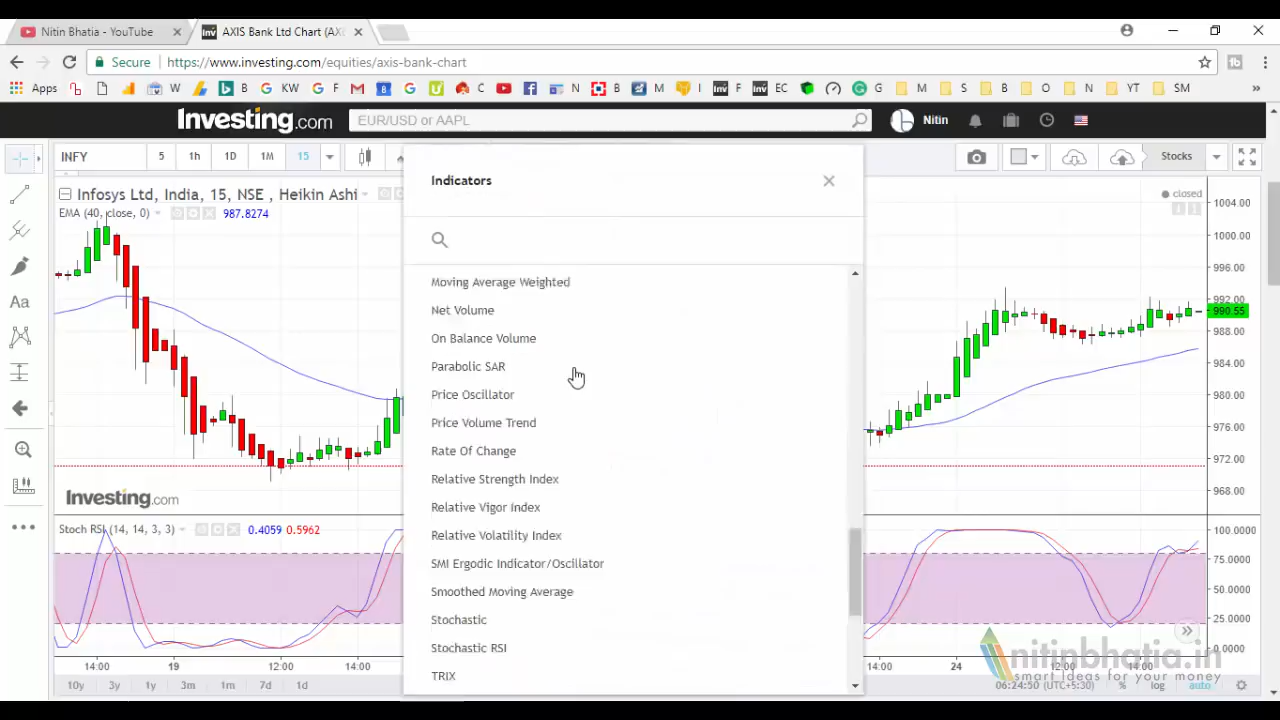 Nitin Bhatia - YouTube
AXIS Bank Ltd Chart (AX
Secure
https://www.investing.com/equities/axis-bank-chart
Apps W B KW F 8 C N B M I F EC G M S B O N YT SM
Investing.com
EUR/USD or AAPL
Nitin
INFY 5 1h 1D 1M 15
Stocks
Infosys Ltd, India, 15, NSE , Heikin Ashi
EMA (40, close, 0) 987.8274
closed
Indicators
Moving Average Weighted
Net Volume
On Balance Volume
Parabolic SAR
Price Oscillator
Price Volume Trend
Rate Of Change
Relative Strength Index
Relative Vigor Index
Relative Volatility Index
SMI Ergodic Indicator/Oscillator
Smoothed Moving Average
Stochastic
Stochastic RSI
TRIX
Aa
1004.00
1000.00
996.00
992.00
990.55
988.00
984.00
980.00
976.00
972.00
968.00
Investing.com
Stoch RSI (14, 14, 3, 3) 0.4059 0.5962
100.0000
75.0000
50.0000
25.0000
0.0000
14:00 19 12:00 14:00
14:00 24 12:00 14:00
10y 3y 1y 3m 1m 7d 1d
06:24:50 (UTC+5:30) % log auto
nitinbhatia.in
smart ideas for your money